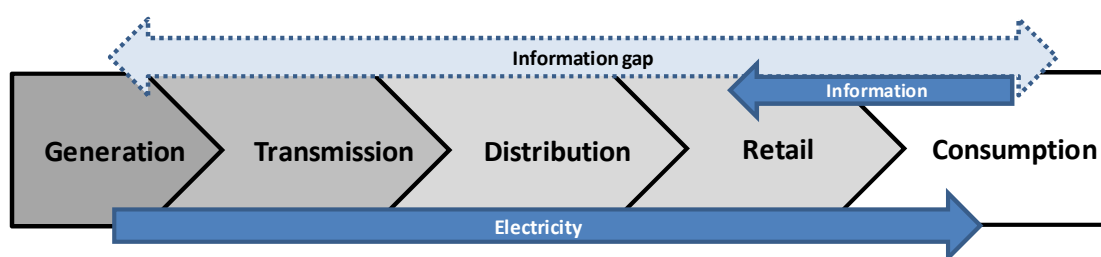 Information gap
Information
Generation
Transmission
Distribution
Retail
Consumption
Electricity